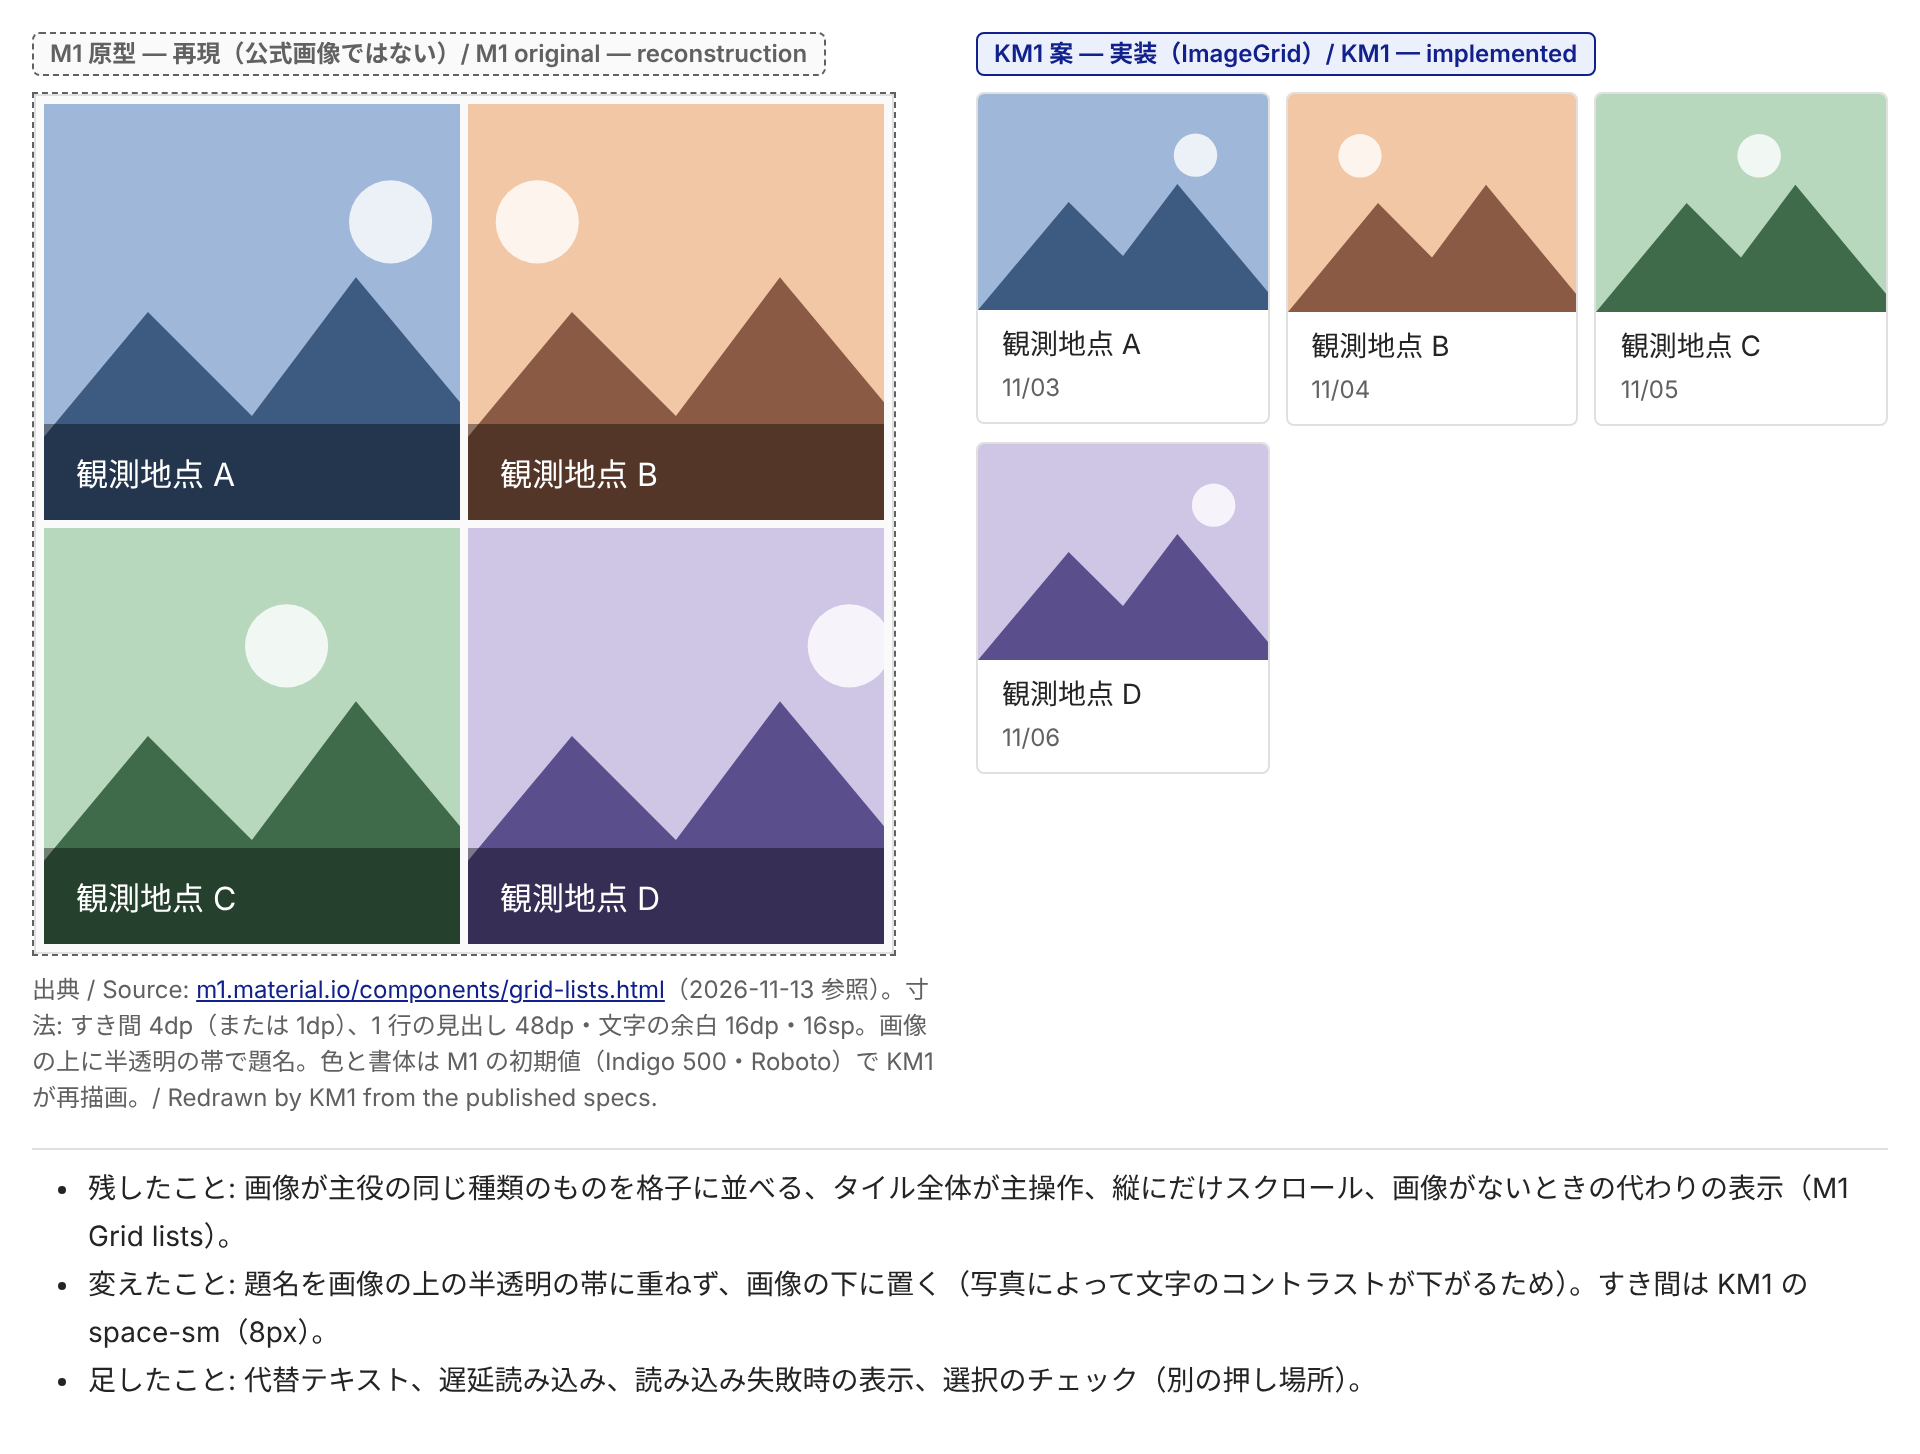 M1 原型 — 再現（公式画像ではない）/ M1 original — reconstruction
観測地点 A
観測地点 B
観測地点 C
観測地点 D
出典 / Source: m1.material.io/components/grid-lists.html（2026-11-13 参照）。寸
法: すき間 4dp（または 1dp）、1 行の見出し 48dp・文字の余白 16dp・16sp。画像
の上に半透明の帯で題名。色と書体は M1 の初期値（Indigo 500・Roboto）で KM1
が再描画。/ Redrawn by KM1 from the published specs.
KM1 案 — 実装（ImageGrid）/ KM1 — implemented
観測地点 A
11/03
観測地点 B
11/04
観測地点 C
11/05
観測地点 D
11/06
• 残したこと: 画像が主役の同じ種類のものを格子に並べる、タイル全体が主操作、縦にだけスクロール、画像がないときの代わりの表示（M1
Grid lists）。
• 変えたこと: 題名を画像の上の半透明の帯に重ねず、画像の下に置く（写真によって文字のコントラストが下がるため）。すき間は KM1 の
space-sm（8px）。
• 足したこと: 代替テキスト、遅延読み込み、読み込み失敗時の表示、選択のチェック（別の押し場所）。